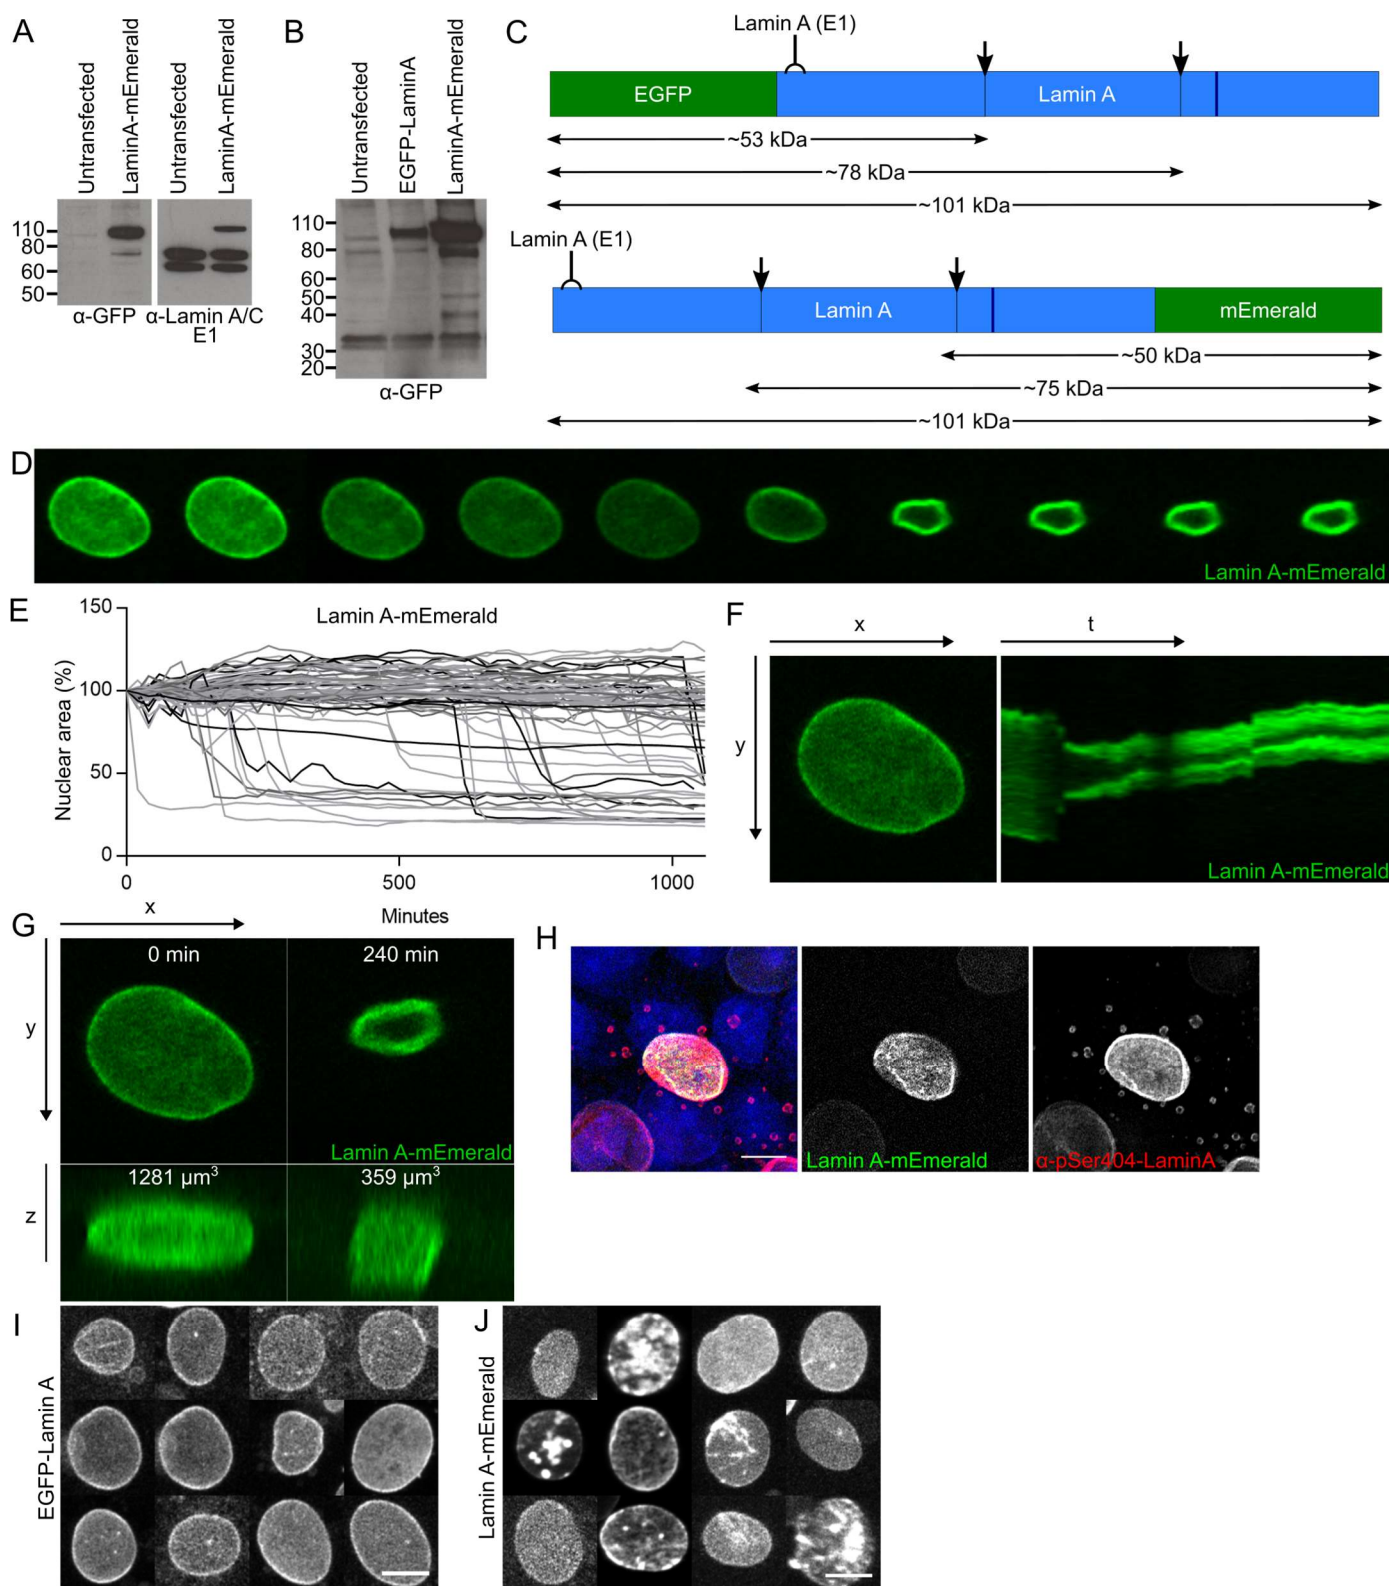 A
Untransfected
LaminA-mEmerald
Untransfected
LaminA-mEmerald
110
80
60
50
α-GFP
α-Lamin A/C
E1
B
Untransfected
EGFP-LaminA
LaminA-mEmerald
110
80
60
50
40
30
20
α-GFP
C
Lamin A (E1)
EGFP
Lamin A
~53 kDa
~78 kDa
~101 kDa
Lamin A (E1)
Lamin A
mEmerald
~50 kDa
~75 kDa
~101 kDa
D
Lamin A-mEmerald
E
Lamin A-mEmerald
Nuclear area (%)
150
100
50
0
0
500
1000
Minutes
F
x
t
y
Lamin A-mEmerald
G
x
y
0 min
240 min
Lamin A-mEmerald
z
1281 µm³
359 µm³
H
Lamin A-mEmerald
α-pSer404-LaminA
I
EGFP-Lamin A
J
Lamin A-mEmerald